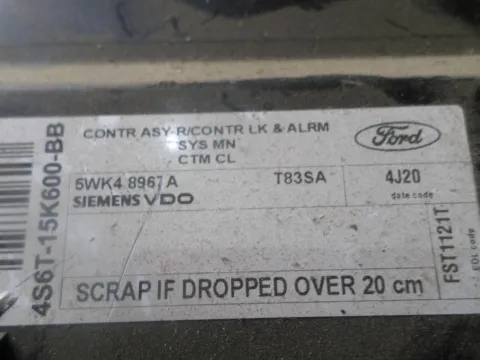 CONTR ASY-R/CONTR LK & ALRM
SYS MN
CTM CL
Ford
5WK4 8967A
T83SA
4J20
SIEMENS VDO
date code
4S6T-15K600-BB
FST1121T
EOL code
SCRAP IF DROPPED OVER 20 cm